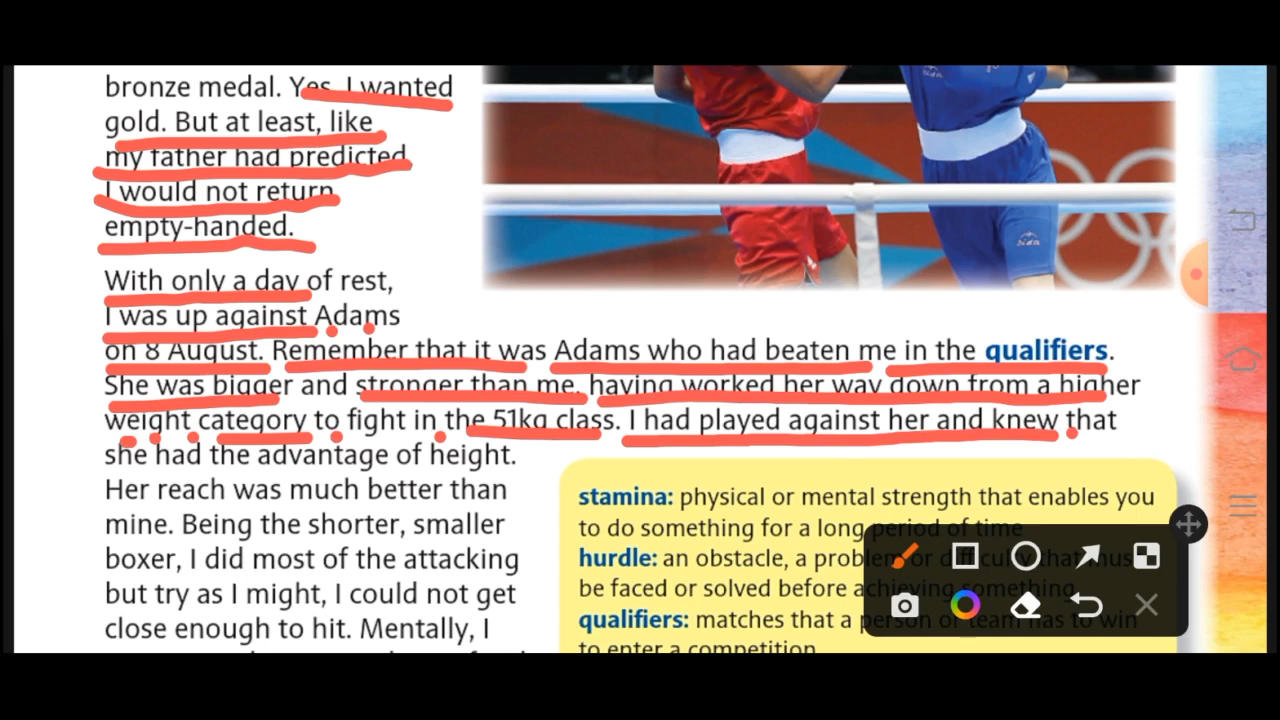 bronze medal. Yes, I wanted
gold. But at least, like
my father had predicted
I would not return
empty-handed.
With only a day of rest,
I was up against Adams
on 8 August. Remember that it was Adams who had beaten me in the qualifiers.
She was bigger and stronger than me, having worked her way down from a higher
weight category to fight in the 51kg class. I had played against her and knew that
she had the advantage of height.
Her reach was much better than
mine. Being the shorter, smaller
boxer, I did most of the attacking
but try as I might, I could not get
close enough to hit. Mentally, I
stamina: physical or mental strength that enables you
to do something for a long period of time
hurdle: an obstacle, a problem or difficulty that must
be faced or solved before achieving something
qualifiers: matches that a person or team has to win
to enter a competition